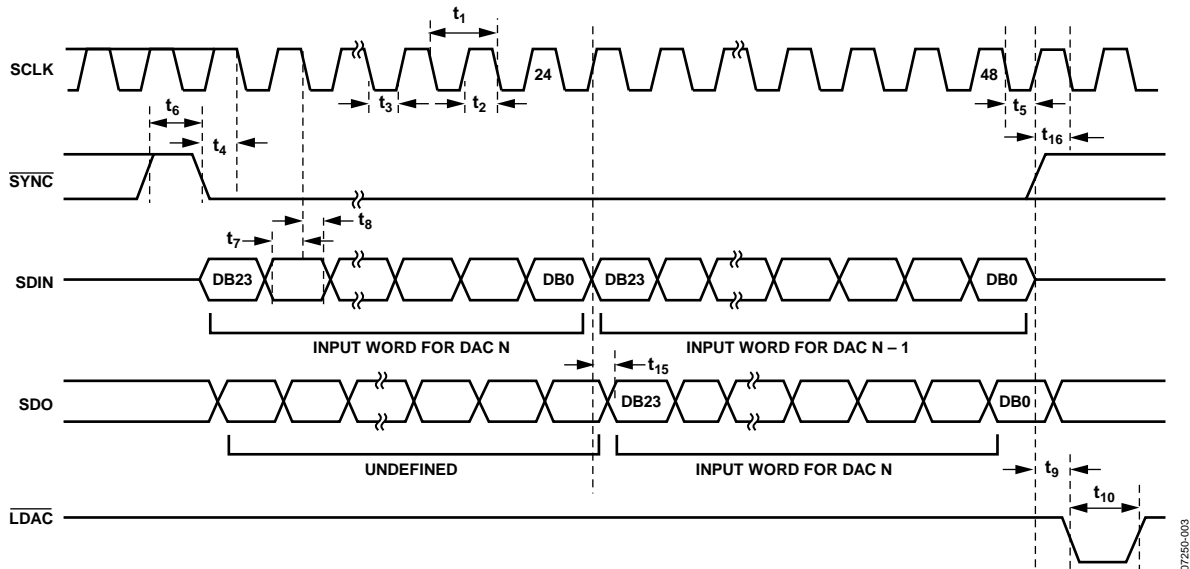 t1
SCLK
24
48
t3
t2
t5
t6
t4
t16
SYNC
t8
t7
SDIN
DB23
DB0
DB23
DB0
INPUT WORD FOR DAC N
INPUT WORD FOR DAC N – 1
t15
SDO
DB23
DB0
UNDEFINED
INPUT WORD FOR DAC N
t9
t10
LDAC
07250-003